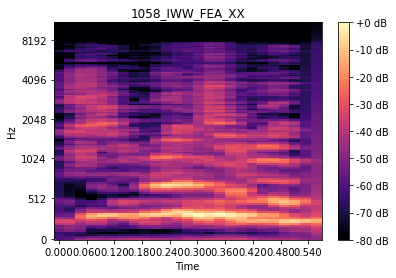 1058_IWW_FEA_XX
+0 dB
8192
-10 dB
4096
-20 dB
-30 dB
2048
Hz
-40 dB
1024
-50 dB
-60 dB
512
-70 dB
0
-80 dB
0.0000.0600.1200.1800.2400.3000.3600.4200.4800.540
Time